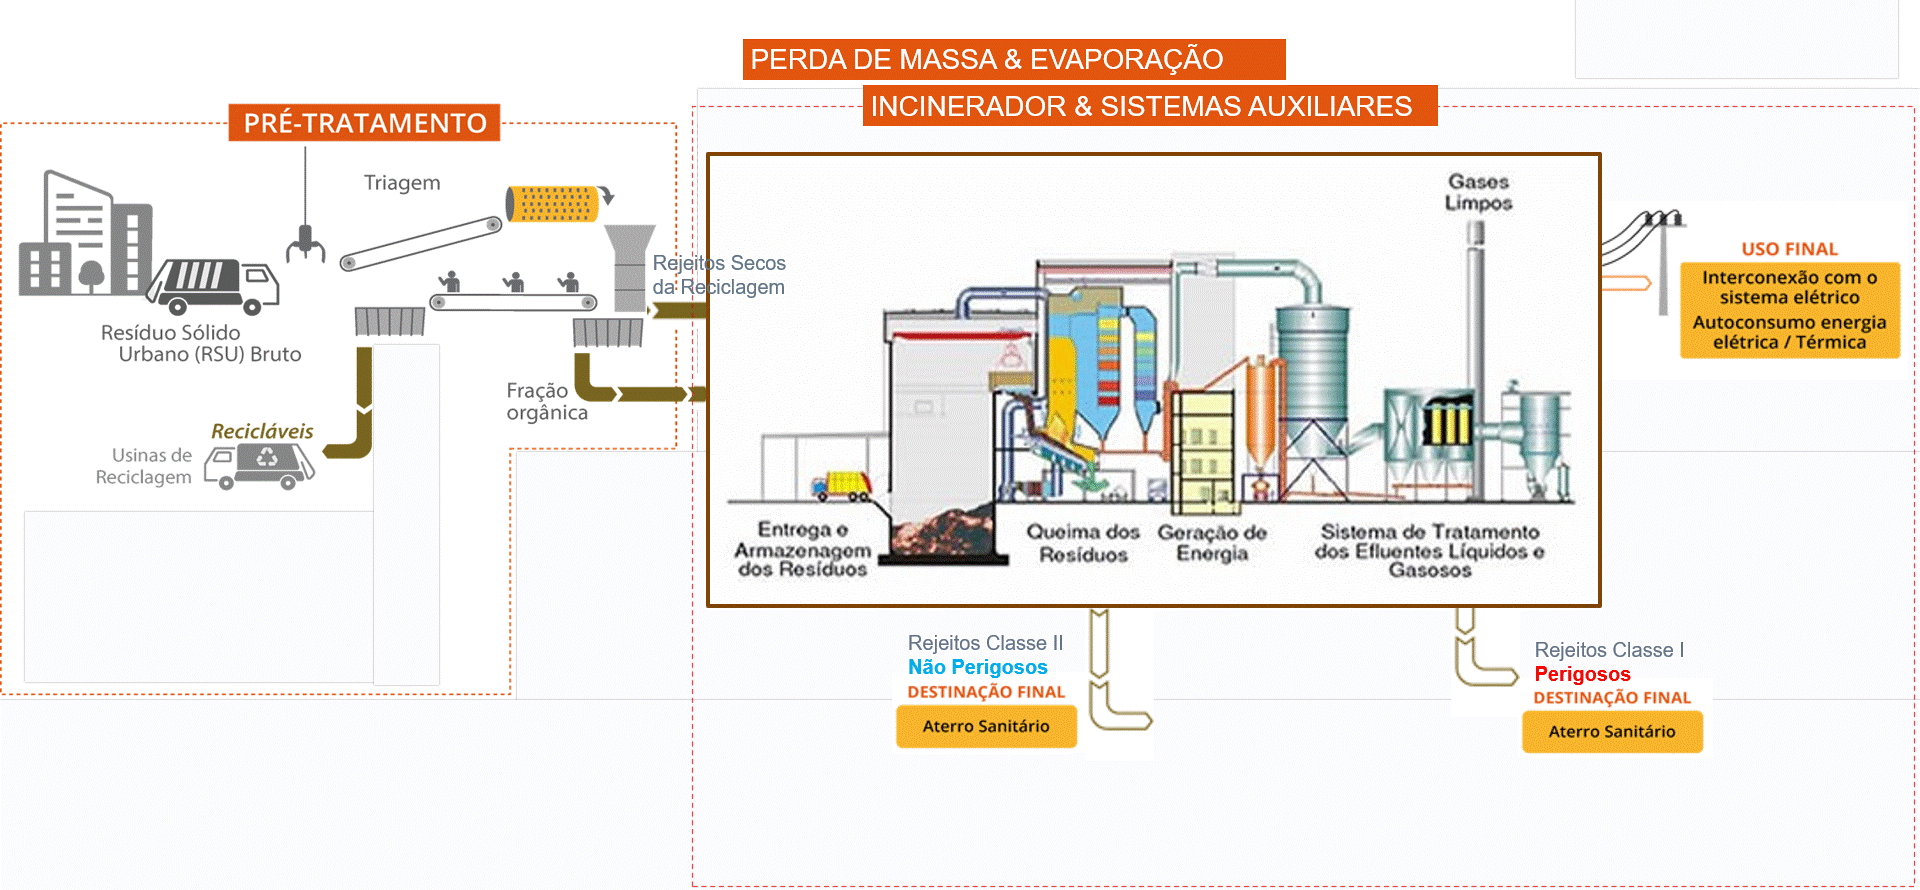 PERDA DE MASSA & EVAPORAÇÃO
INCINERADOR & SISTEMAS AUXILIARES
PRÉ-TRATAMENTO
Triagem
Resíduo Sólido
Urbano (RSU) Bruto
Rejeitos Secos
da Reciclagem
Fração
orgânica
Recicláveis
Usinas de
Reciclagem
Gases
Limpos
Entrega e
Armazenagem
dos Resíduos
Queima dos
Resíduos
Geração de
Energia
Sistema de Tratamento
dos Efluentes Líquidos e
Gasosos
USO FINAL
Interconexão com o
sistema elétrico
Autoconsumo energia
elétrica / Térmica
Rejeitos Classe II
Não Perigosos
DESTINAÇÃO FINAL
Aterro Sanitário
Rejeitos Classe I
Perigosos
DESTINAÇÃO FINAL
Aterro Sanitário